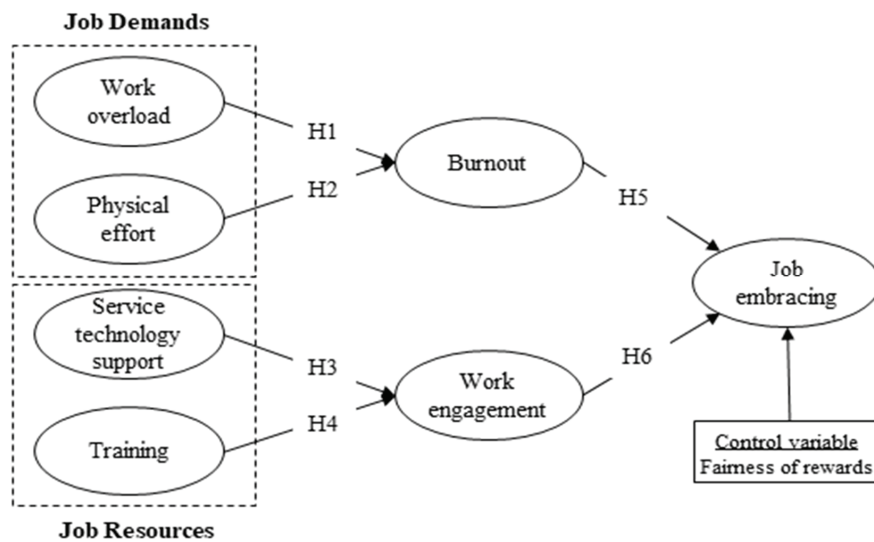 Job Demands
Work
overload
H1
Physical
effort
H2
Burnout
H5
Job
embracing
Service
technology
support
H3
Training
H4
Work
engagement
H6
Control variable
Fairness of rewards
Job Resources